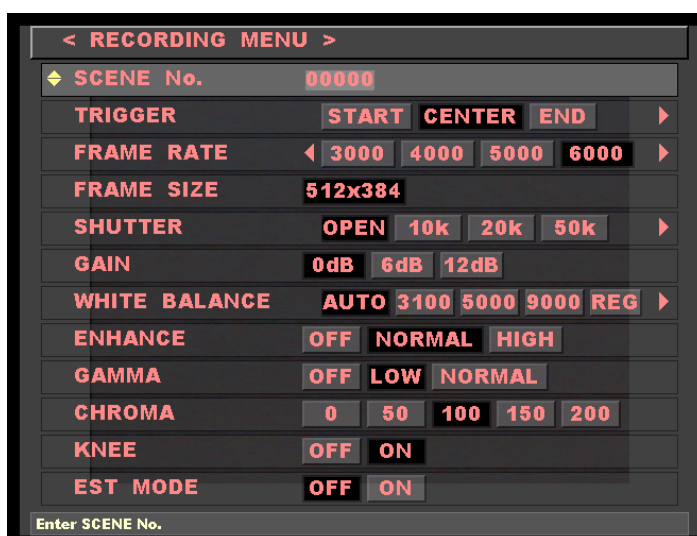 < RECORDING MENU >
SCENE No. 00000
TRIGGER START CENTER END
FRAME RATE 3000 4000 5000 6000
FRAME SIZE 512x384
SHUTTER OPEN 10k 20k 50k
GAIN 0dB 6dB 12dB
WHITE BALANCE AUTO 3100 5000 9000 REG
ENHANCE OFF NORMAL HIGH
GAMMA OFF LOW NORMAL
CHROMA 0 50 100 150 200
KNEE OFF ON
EST MODE OFF ON
Enter SCENE No.